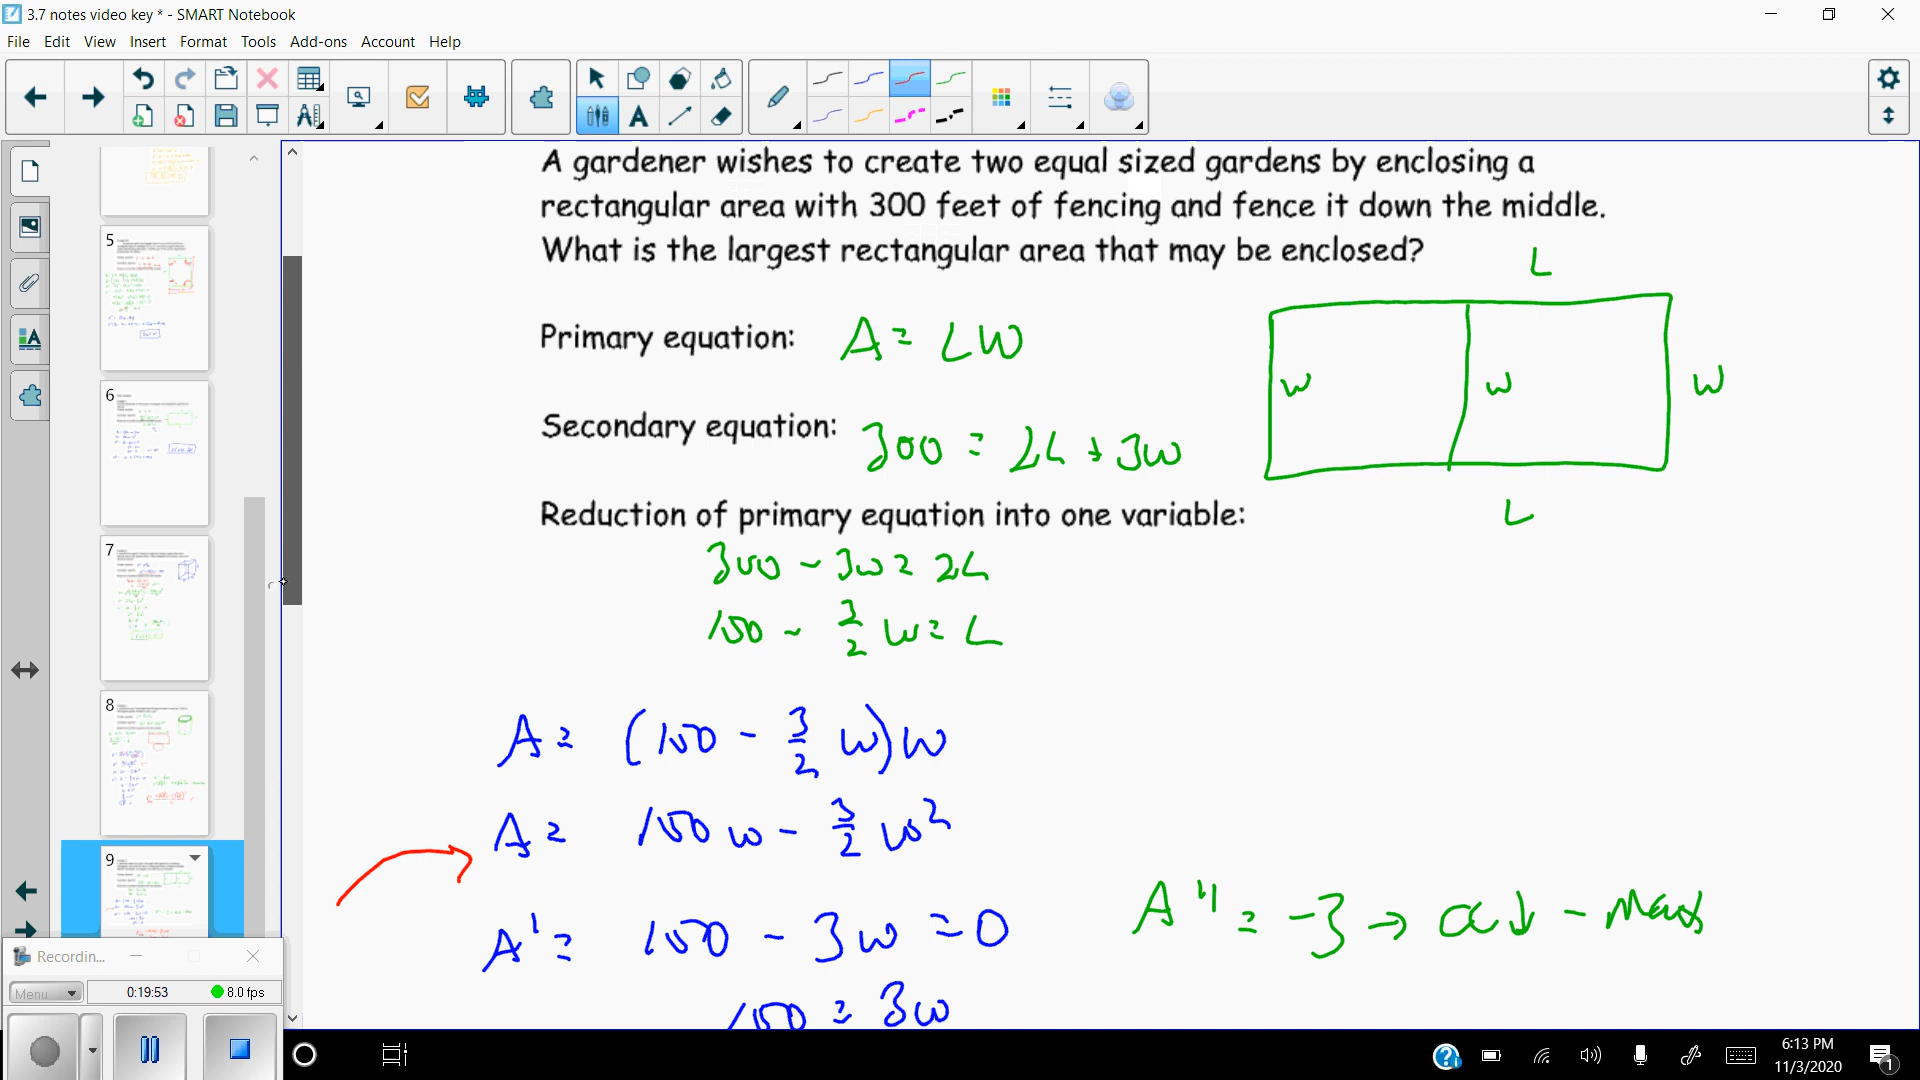 3.7 notes video key * - SMART Notebook
File Edit View Insert Format Tools Add-ons Account Help
A gardener wishes to create two equal sized gardens by enclosing a
rectangular area with 300 feet of fencing and fence it down the middle.
What is the largest rectangular area that may be enclosed?
L
Primary equation: A = LW
W W W
Secondary equation: 300 = 2L + 3W
L
Reduction of primary equation into one variable:
300 - 3W = 2L
150 - 3/2 W = L
A = (150 - 3/2 W)W
A = 150W - 3/2 W²
A' = 150 - 3W = 0
A'' = -3 → cc↓ - max
150 = 3W
5
6
7
8
9
Recordin...
Menu 0:19:53 8.0 fps
6:13 PM
11/3/2020
1